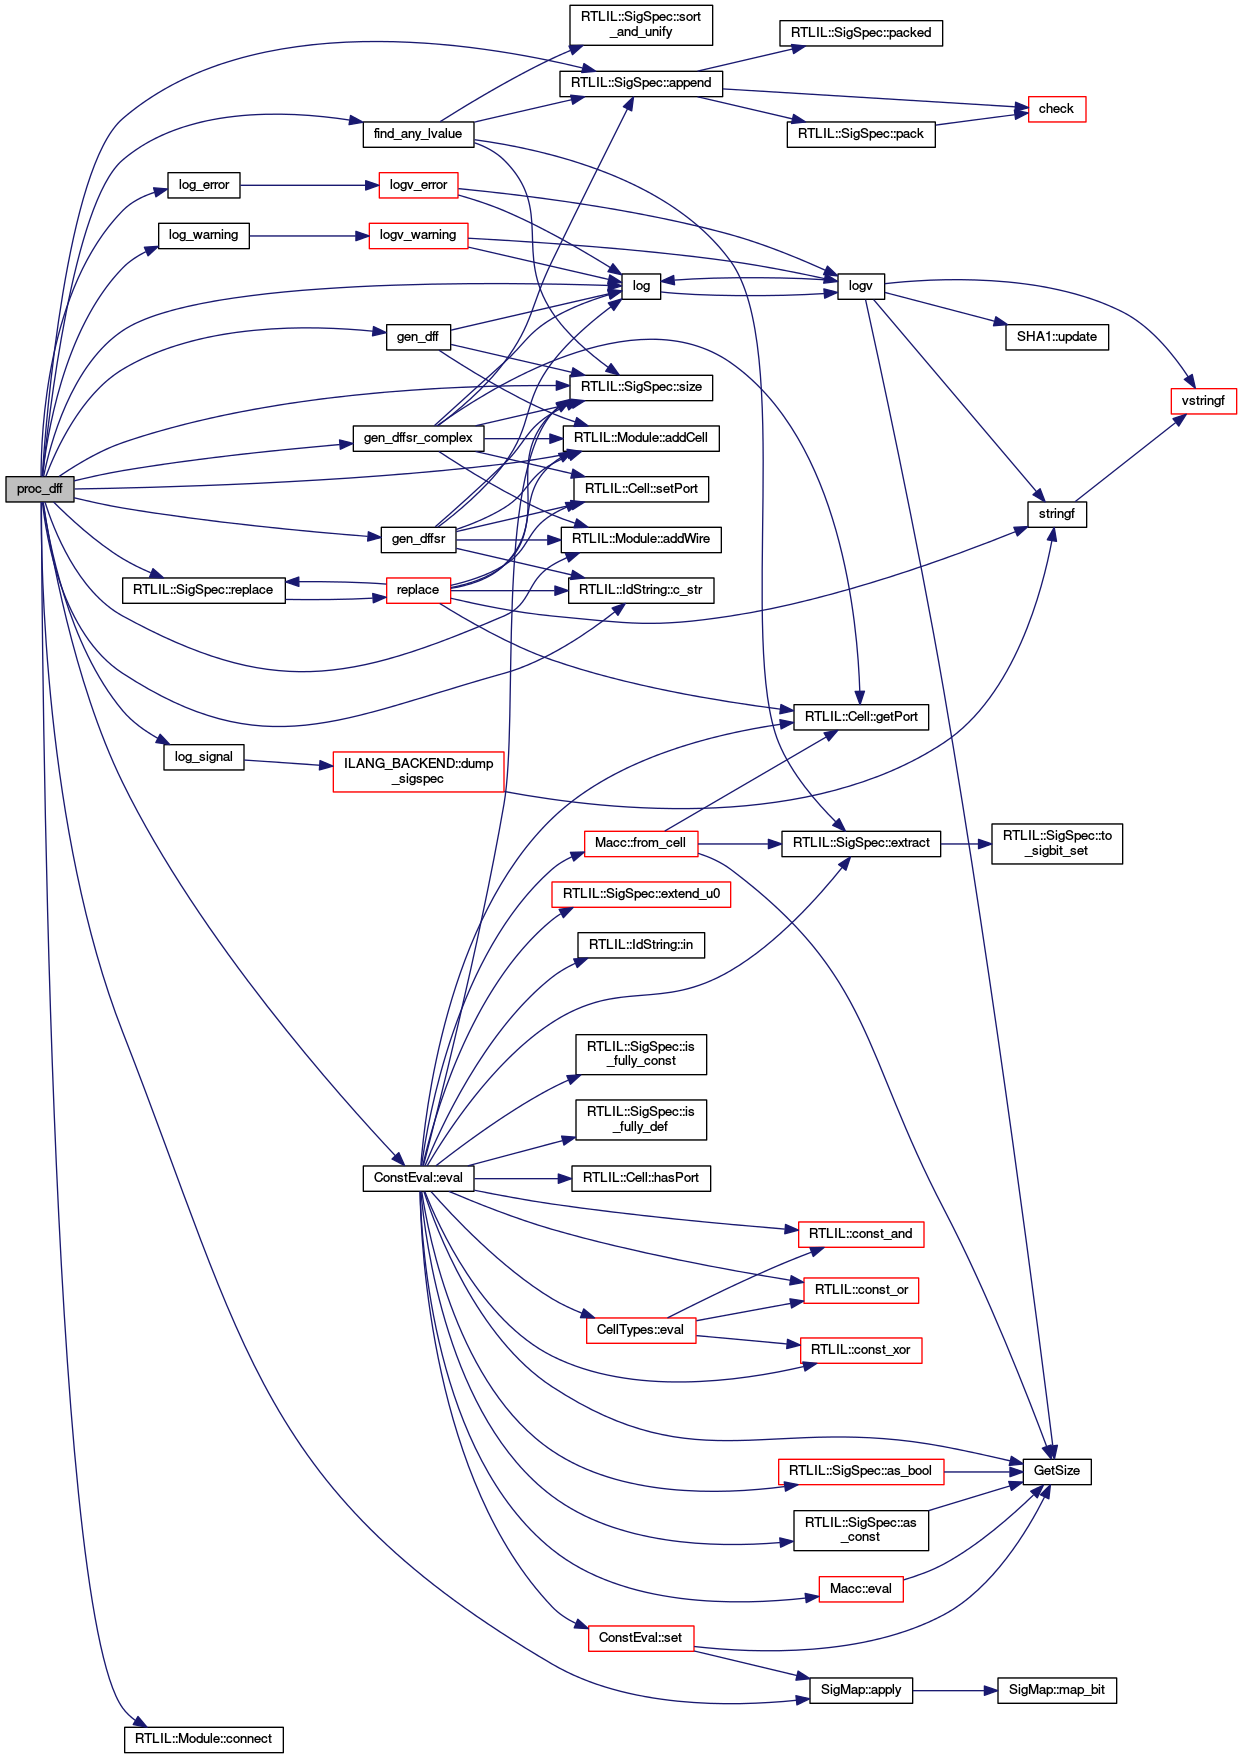 RTLIL::SigSpec::sort
_and_unify
RTLIL::SigSpec::packed
RTLIL::SigSpec::append
check
find_any_lvalue
RTLIL::SigSpec::pack
log_error
logv_error
log_warning
logv_warning
log
logv
gen_dff
SHA1::update
RTLIL::SigSpec::size
vstringf
gen_dffsr_complex
RTLIL::Module::addCell
proc_dff
RTLIL::Cell::setPort
stringf
gen_dffsr
RTLIL::Module::addWire
RTLIL::SigSpec::replace
replace
RTLIL::IdString::c_str
RTLIL::Cell::getPort
log_signal
ILANG_BACKEND::dump
_sigspec
Macc::from_cell
RTLIL::SigSpec::extract
RTLIL::SigSpec::to
_sigbit_set
RTLIL::SigSpec::extend_u0
RTLIL::IdString::in
RTLIL::SigSpec::is
_fully_const
RTLIL::SigSpec::is
_fully_def
ConstEval::eval
RTLIL::Cell::hasPort
RTLIL::const_and
RTLIL::const_or
CellTypes::eval
RTLIL::const_xor
RTLIL::SigSpec::as_bool
GetSize
RTLIL::SigSpec::as
_const
Macc::eval
ConstEval::set
SigMap::apply
SigMap::map_bit
RTLIL::Module::connect